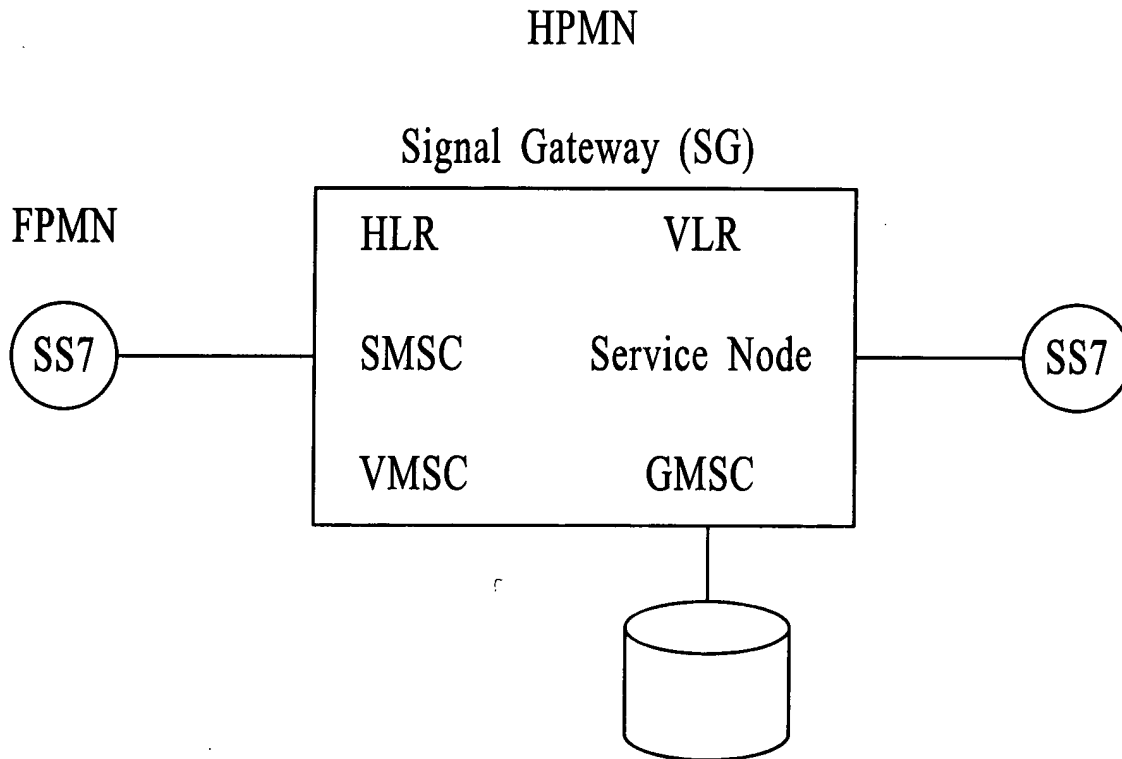 HPMN
Signal Gateway (SG)
FPMN
HLR
VLR
SS7
SMSC
Service Node
SS7
VMSC
GMSC